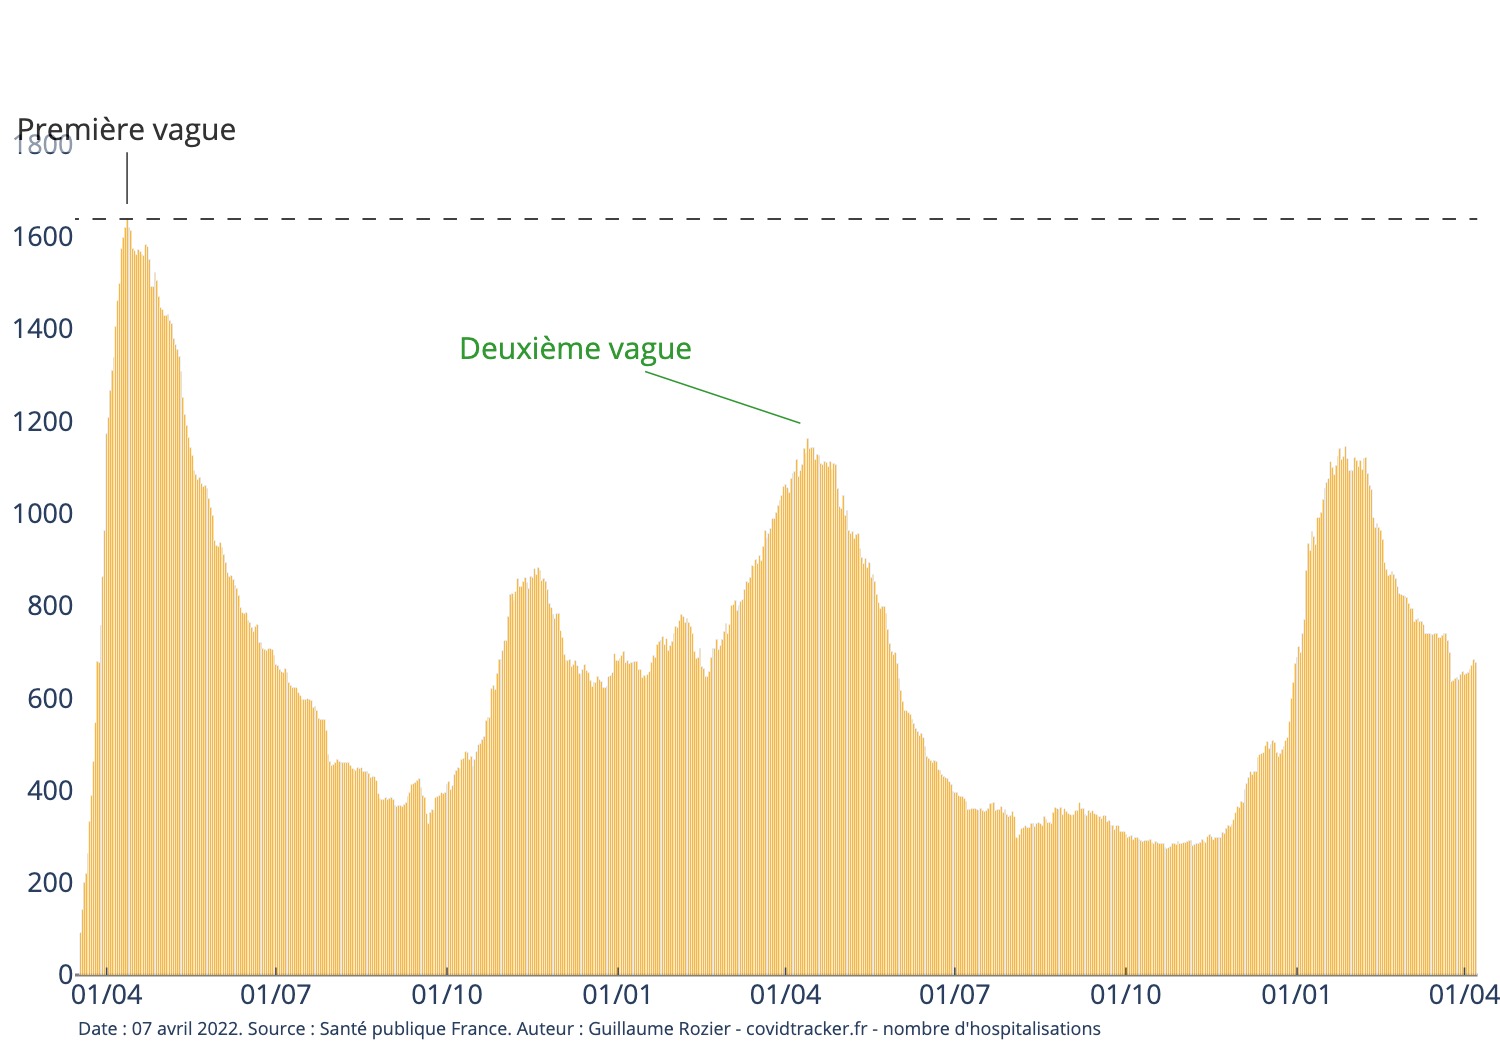 Première vague
1800
1600
1400
Deuxième vague
1200
1000
800
600
400
200
0
01/04 01/07 01/10 01/01 01/04 01/07 01/10 01/01 01/04
Date : 07 avril 2022. Source : Santé publique France. Auteur : Guillaume Rozier - covidtracker.fr - nombre d'hospitalisations